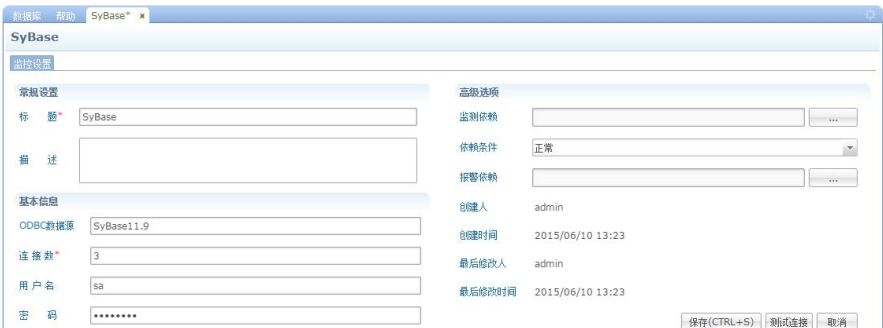 数据库 帮助 SyBase* ×
SyBase
监控设置
常规设置
标 题* SyBase
描 述
基本信息
ODBC数据源 SyBase11.9
连接数* 3
用户名 sa
密 码 ••••••••
高级选项
监测依赖 ...
依赖条件 正常
报警依赖 ...
创建人 admin
创建时间 2015/06/10 13:23
最后修改人 admin
最后修改时间 2015/06/10 13:23
保存(CTRL+S) 测试连接 取消